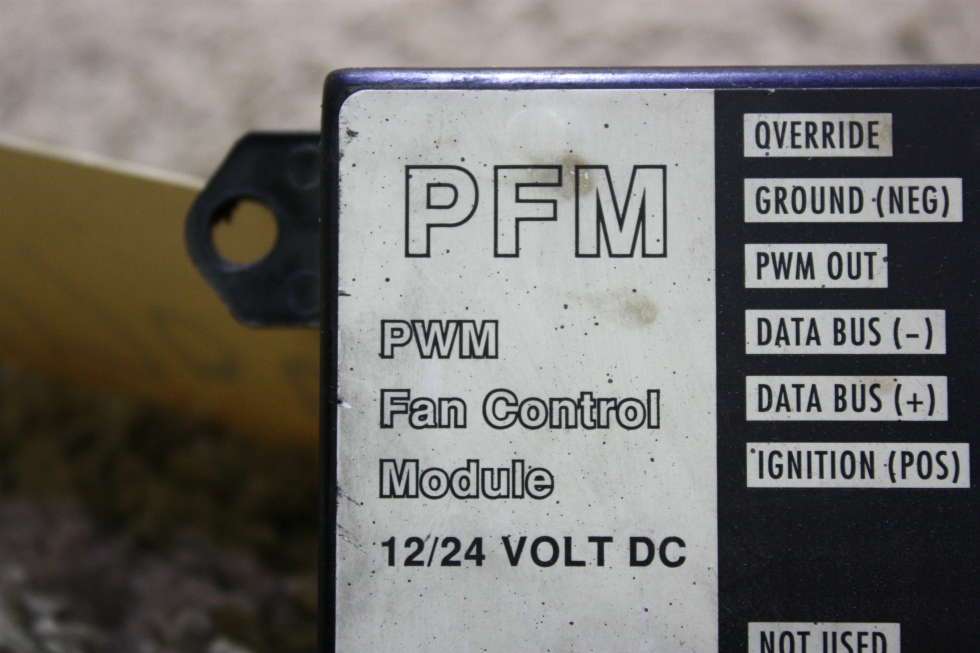 PFM
PWM
Fan Control
Module
12/24 VOLT DC
OVERRIDE
GROUND (NEG)
PWM OUT
DATA BUS (−)
DATA BUS (+)
IGNITION (POS)
NOT USED